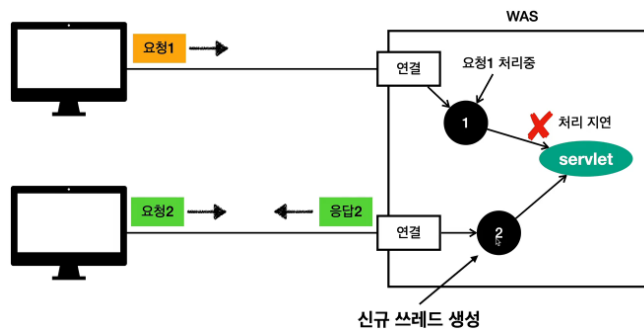 WAS
요청1
연결
요청1 처리중
1
처리 지연
servlet
요청2
응답2
연결
2
신규 쓰레드 생성